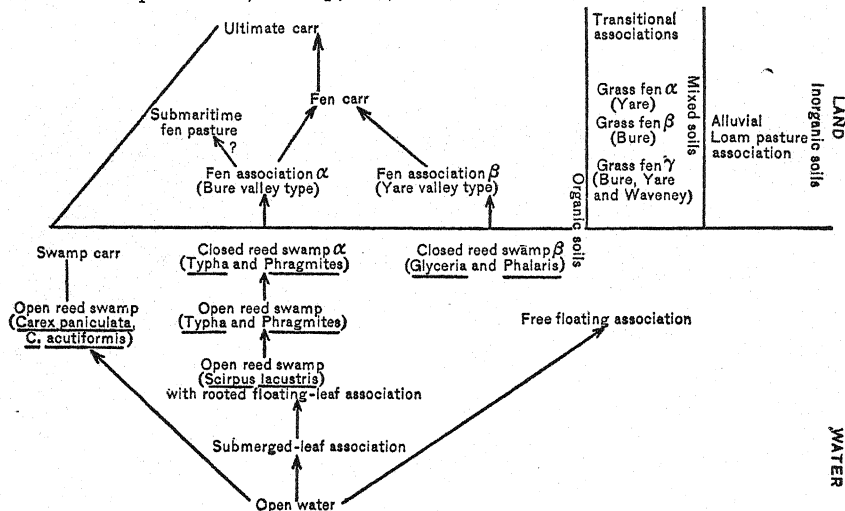 Ultimate carr
Fen carr
Submaritime
fen pasture
?
Fen association α
(Bure valley type)
Fen association β
(Yare valley type)
Transitional
associations
Grass fen α
(Yare)
Grass fen β
(Bure)
Grass fen γ
(Bure, Yare
and Waveney)
Mixed soils
Alluvial
Loam pasture
association
Inorganic soils
LAND
Organic soils
Swamp carr
Closed reed swamp α
(Typha and Phragmites)
Closed reed swamp β
(Glyceria and Phalaris)
Open reed swamp
(Carex paniculata,
C. acutiformis)
Open reed swamp
(Typha and Phragmites)
Free floating association
Open reed swamp
(Scirpus lacustris)
with rooted floating-leaf association
Submerged-leaf association
Open water
WATER